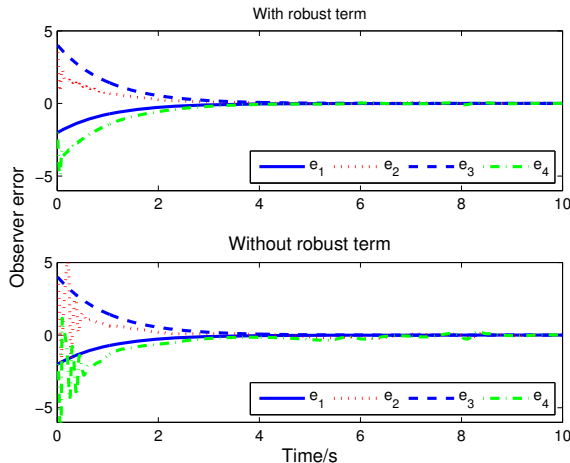 With robust term
5
0
−5
e1 e2 e3 e4
0 2 4 6 8 10
Observer error
Without robust term
5
0
−5
e1 e2 e3 e4
0 2 4 6 8 10
Time/s